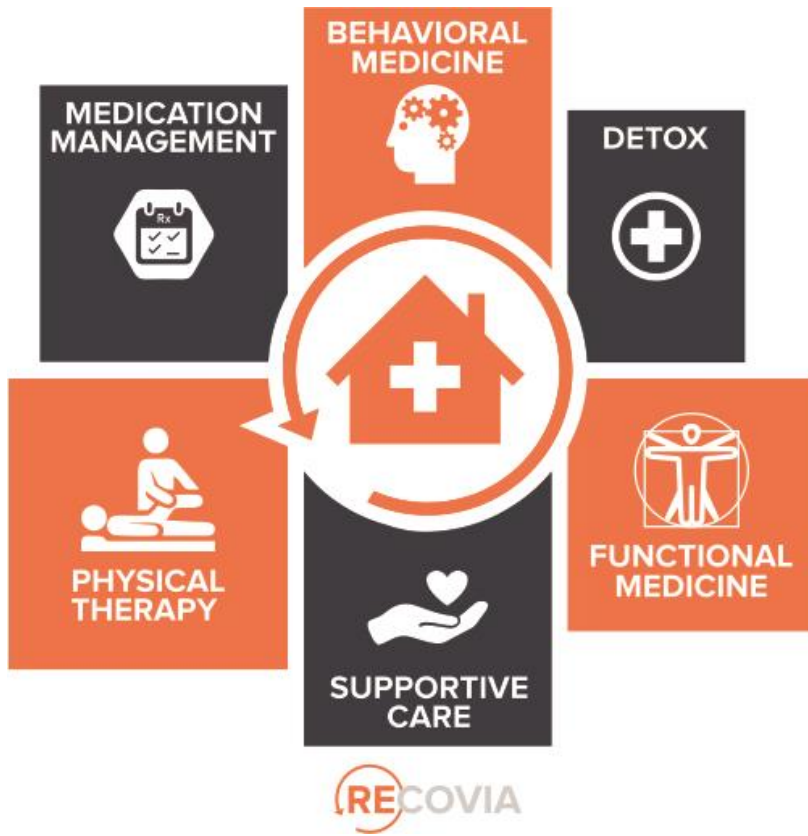 BEHAVIORAL
MEDICINE
MEDICATION
MANAGEMENT
Rx
DETOX
PHYSICAL
THERAPY
FUNCTIONAL
MEDICINE
SUPPORTIVE
CARE
RECOVIA